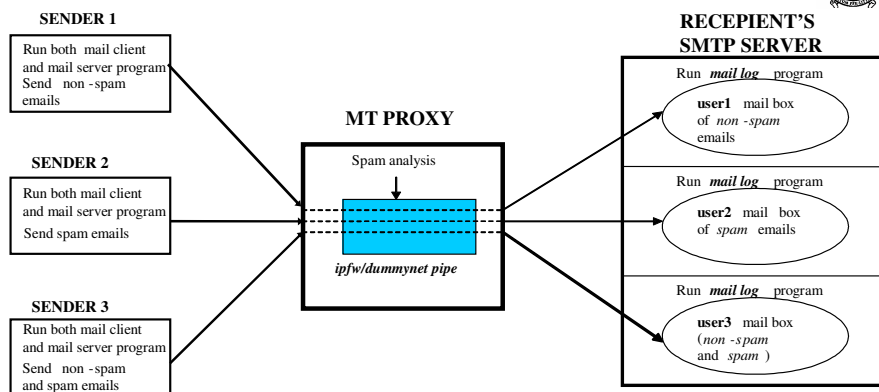 SENDER 1
Run both mail client
and mail server program
Send non -spam
emails
SENDER 2
Run both mail client
and mail server program
Send spam emails
SENDER 3
Run both mail client
and mail server program
Send non -spam
and spam emails
MT PROXY
Spam analysis
ipfw/dummynet pipe
RECEPIENT'S
SMTP SERVER
Run mail log program
user1 mail box
of non -spam
emails
Run mail log program
user2 mail box
of spam emails
Run mail log program
user3 mail box
(non -spam
and spam )